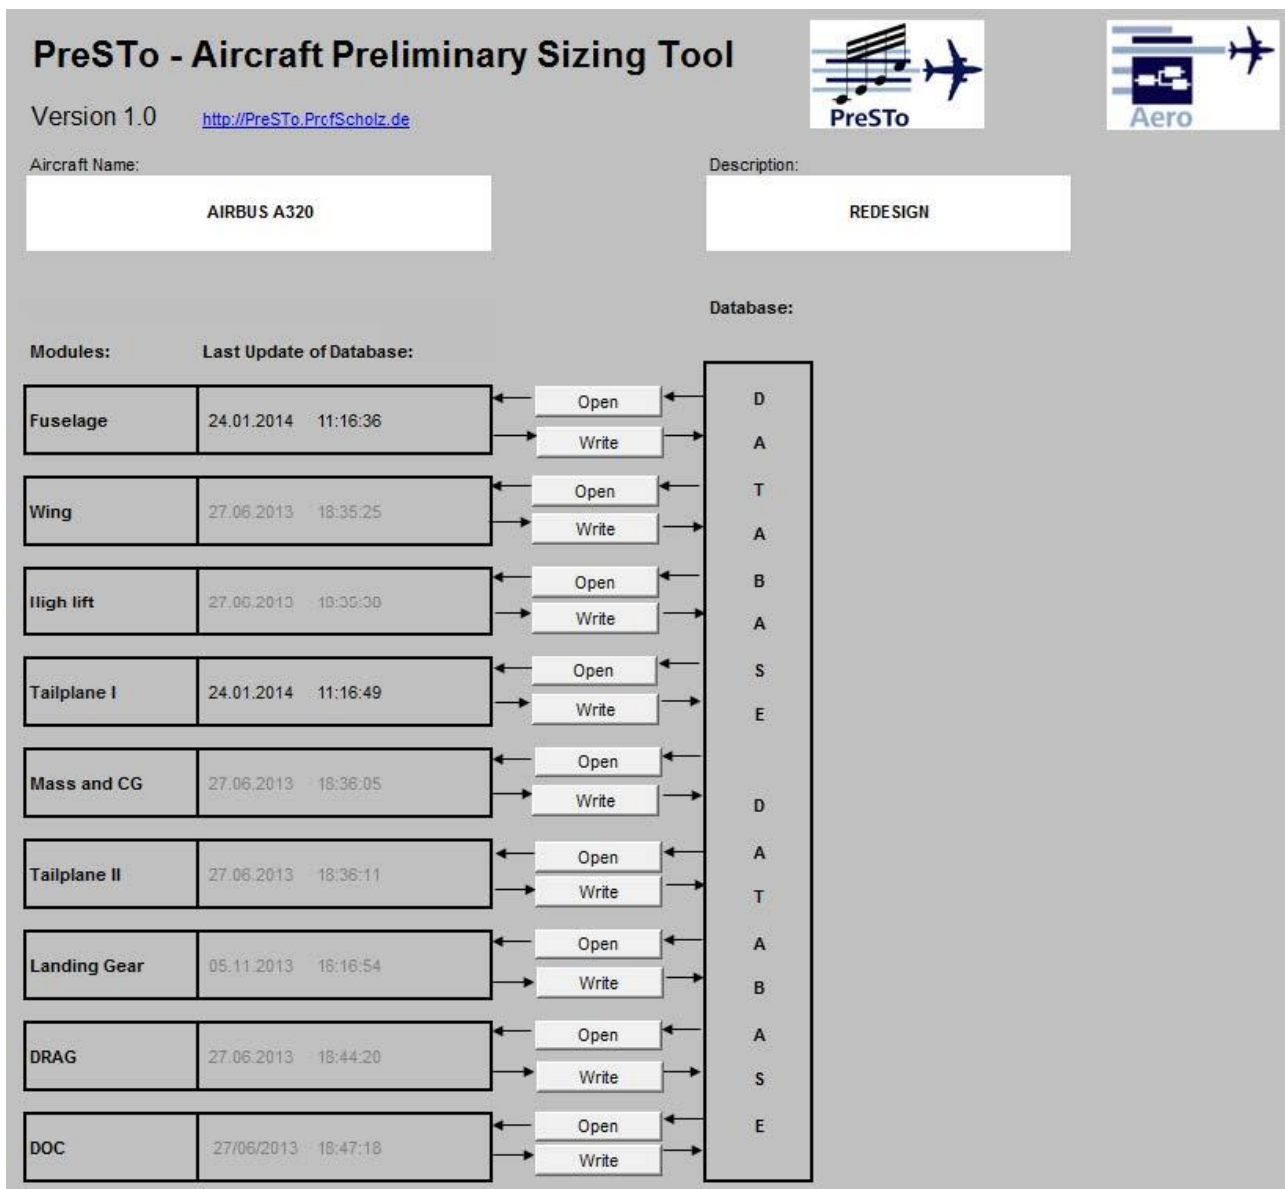 PreSTo - Aircraft Preliminary Sizing Tool
PreSTo
Aero
Version 1.0 http://PreSTo.ProfScholz.de
Aircraft Name: Description:
AIRBUS A320 REDESIGN
Database:
Modules: Last Update of Database:
Fuselage 24.01.2014 11:16:36 Open Write
Wing 27.06.2013 18:35:25 Open Write
High lift 27.06.2013 Open Write
Tailplane I 24.01.2014 11:16:49 Open Write
Mass and CG 27.06.2013 18:36:05 Open Write
Tailplane II 27.06.2013 18:36:11 Open Write
Landing Gear 05.11.2013 16:16:54 Open Write
DRAG 27.06.2013 18:44:20 Open Write
DOC 27/06/2013 18:47:18 Open Write
D
A
T
A
B
A
S
E
D
A
T
A
B
A
S
E